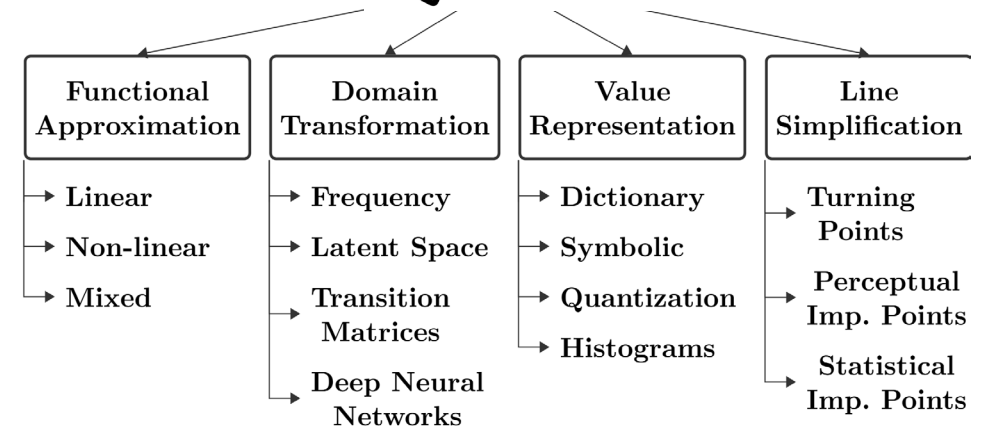 Functional
Approximation
Linear
Non-linear
Mixed
Domain
Transformation
Frequency
Latent Space
Transition
Matrices
Deep Neural
Networks
Value
Representation
Dictionary
Symbolic
Quantization
Histograms
Line
Simplification
Turning
Points
Perceptual
Imp. Points
Statistical
Imp. Points